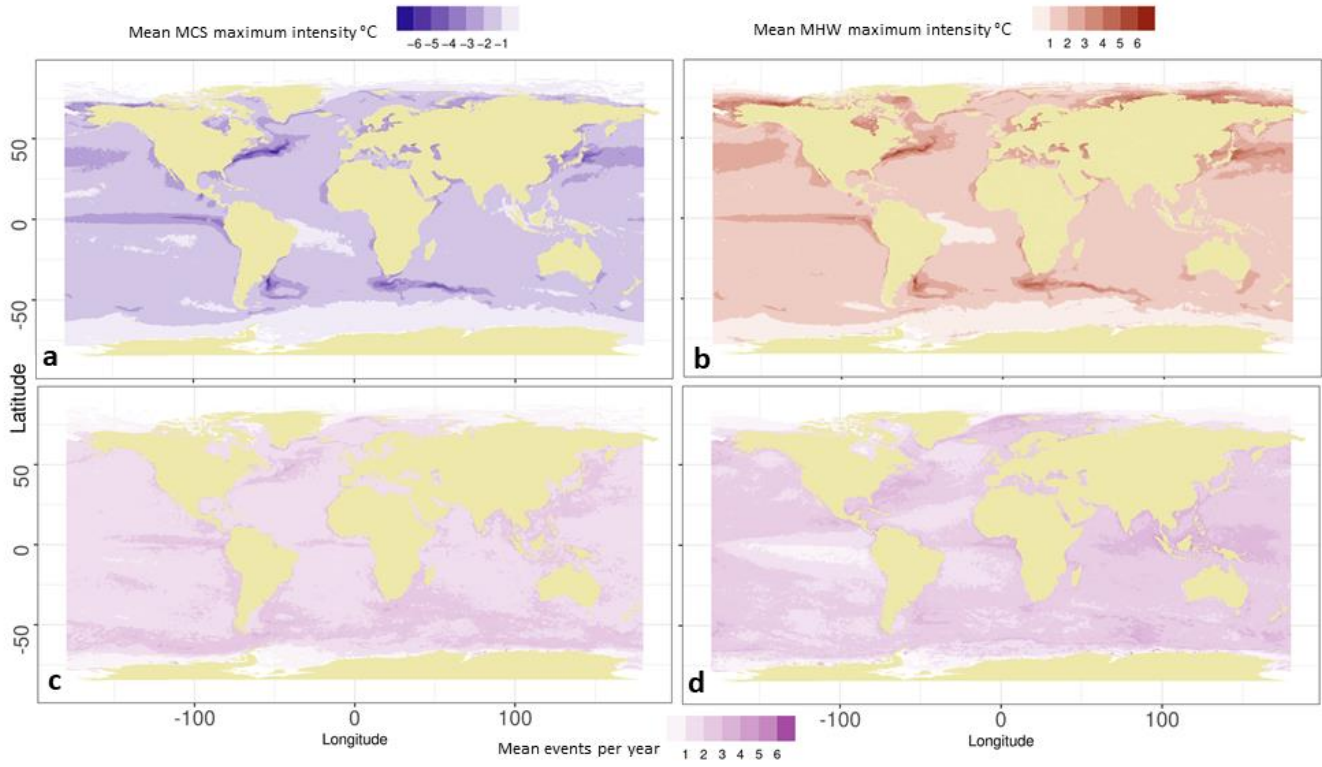 Mean MCS maximum intensity °C
−6 −5 −4 −3 −2 −1
Mean MHW maximum intensity °C
1 2 3 4 5 6
50
0
-50
a
b
Latitude
50
0
-50
c
d
-100 0 100
-100 0 100
Longitude
Longitude
Mean events per year
1 2 3 4 5 6